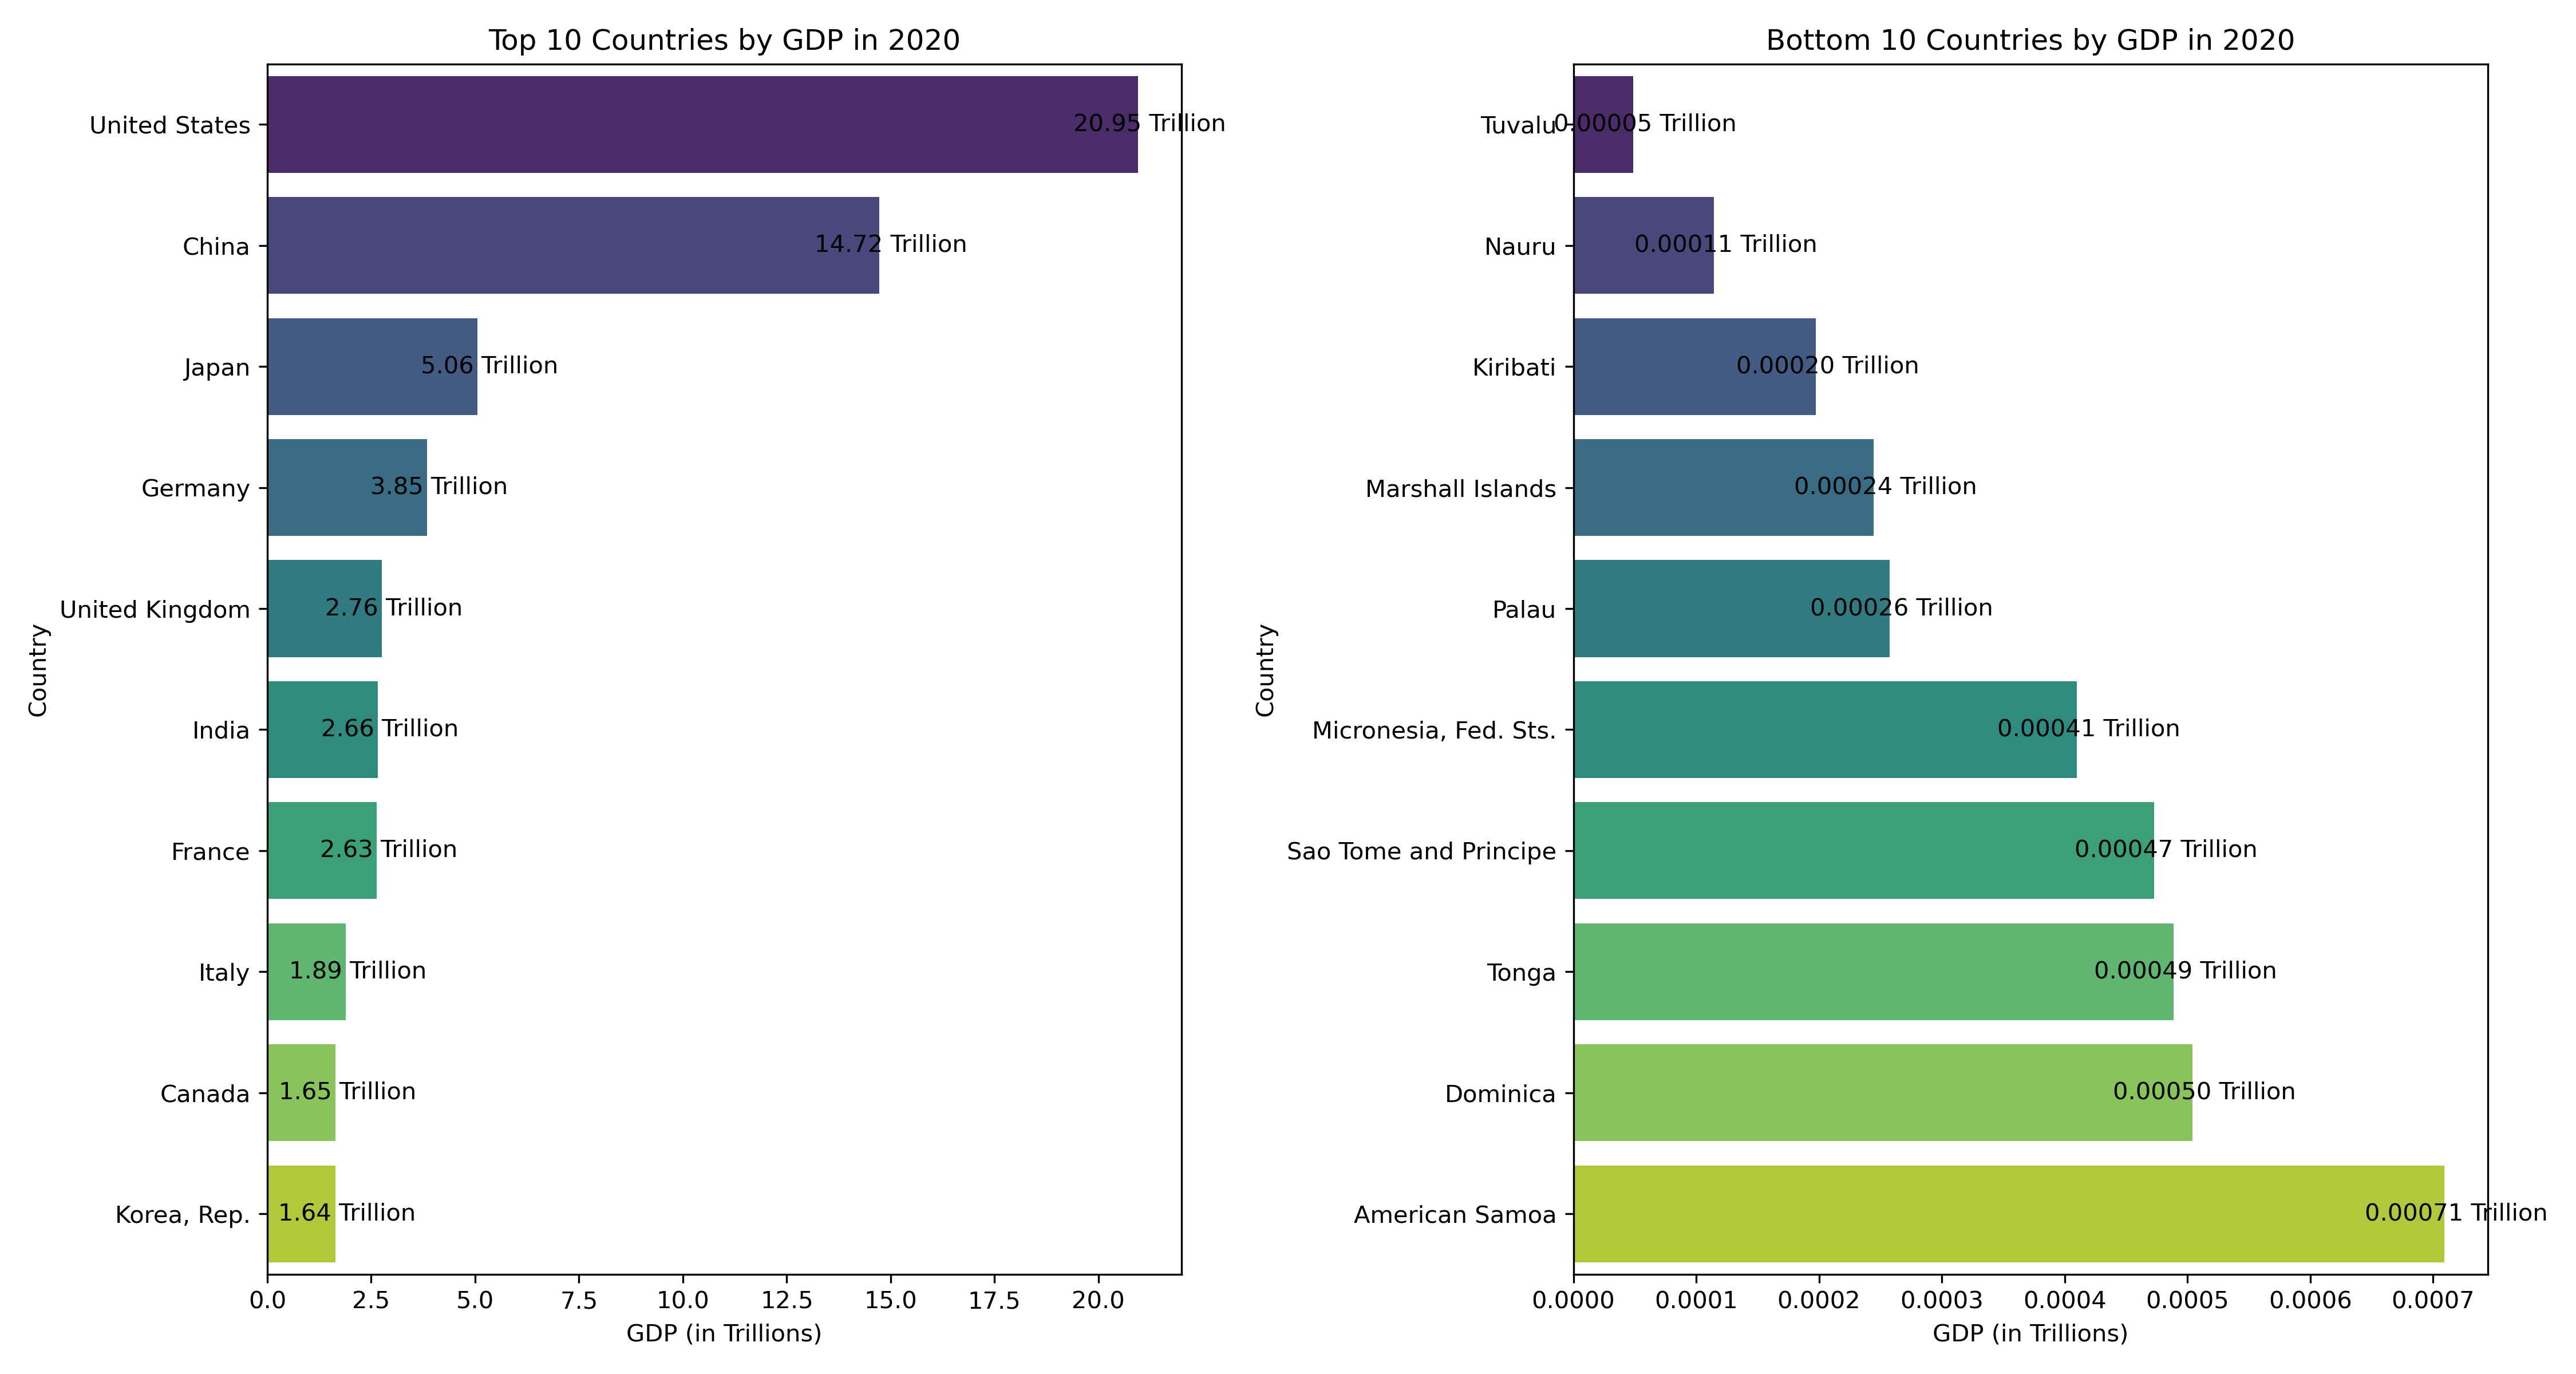 Top 10 Countries by GDP in 2020
United States
20.95 Trillion
China
14.72 Trillion
Japan
5.06 Trillion
Germany
3.85 Trillion
United Kingdom
2.76 Trillion
India
2.66 Trillion
France
2.63 Trillion
Italy
1.89 Trillion
Canada
1.65 Trillion
Korea, Rep.
1.64 Trillion
Country
0.0 2.5 5.0 7.5 10.0 12.5 15.0 17.5 20.0
GDP (in Trillions)
Bottom 10 Countries by GDP in 2020
Tuvalu
0.00005 Trillion
Nauru
0.00011 Trillion
Kiribati
0.00020 Trillion
Marshall Islands
0.00024 Trillion
Palau
0.00026 Trillion
Micronesia, Fed. Sts.
0.00041 Trillion
Sao Tome and Principe
0.00047 Trillion
Tonga
0.00049 Trillion
Dominica
0.00050 Trillion
American Samoa
0.00071 Trillion
Country
0.0000 0.0001 0.0002 0.0003 0.0004 0.0005 0.0006 0.0007
GDP (in Trillions)